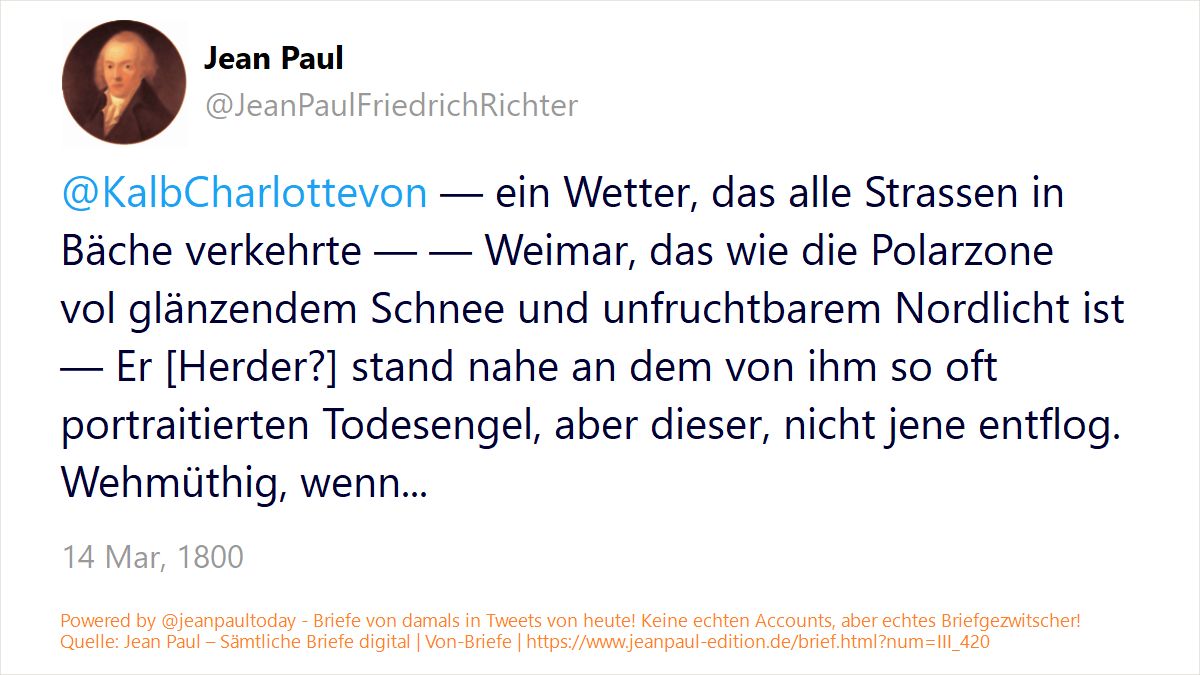 Jean Paul
@JeanPaulFriedrichRichter
@KalbCharlottevon — ein Wetter, das alle Strassen in
Bäche verkehrte — — Weimar, das wie die Polarzone
vol glänzendem Schnee und unfruchtbarem Nordlicht ist
— Er [Herder?] stand nahe an dem von ihm so oft
portraitierten Todesengel, aber dieser, nicht jene entflog.
Wehmüthig, wenn...
14 Mar, 1800
Powered by @jeanpaultoday - Briefe von damals in Tweets von heute! Keine echten Accounts, aber echtes Briefgezwitscher!
Quelle: Jean Paul – Sämtliche Briefe digital | Von-Briefe | https://www.jeanpaul-edition.de/brief.html?num=III_420